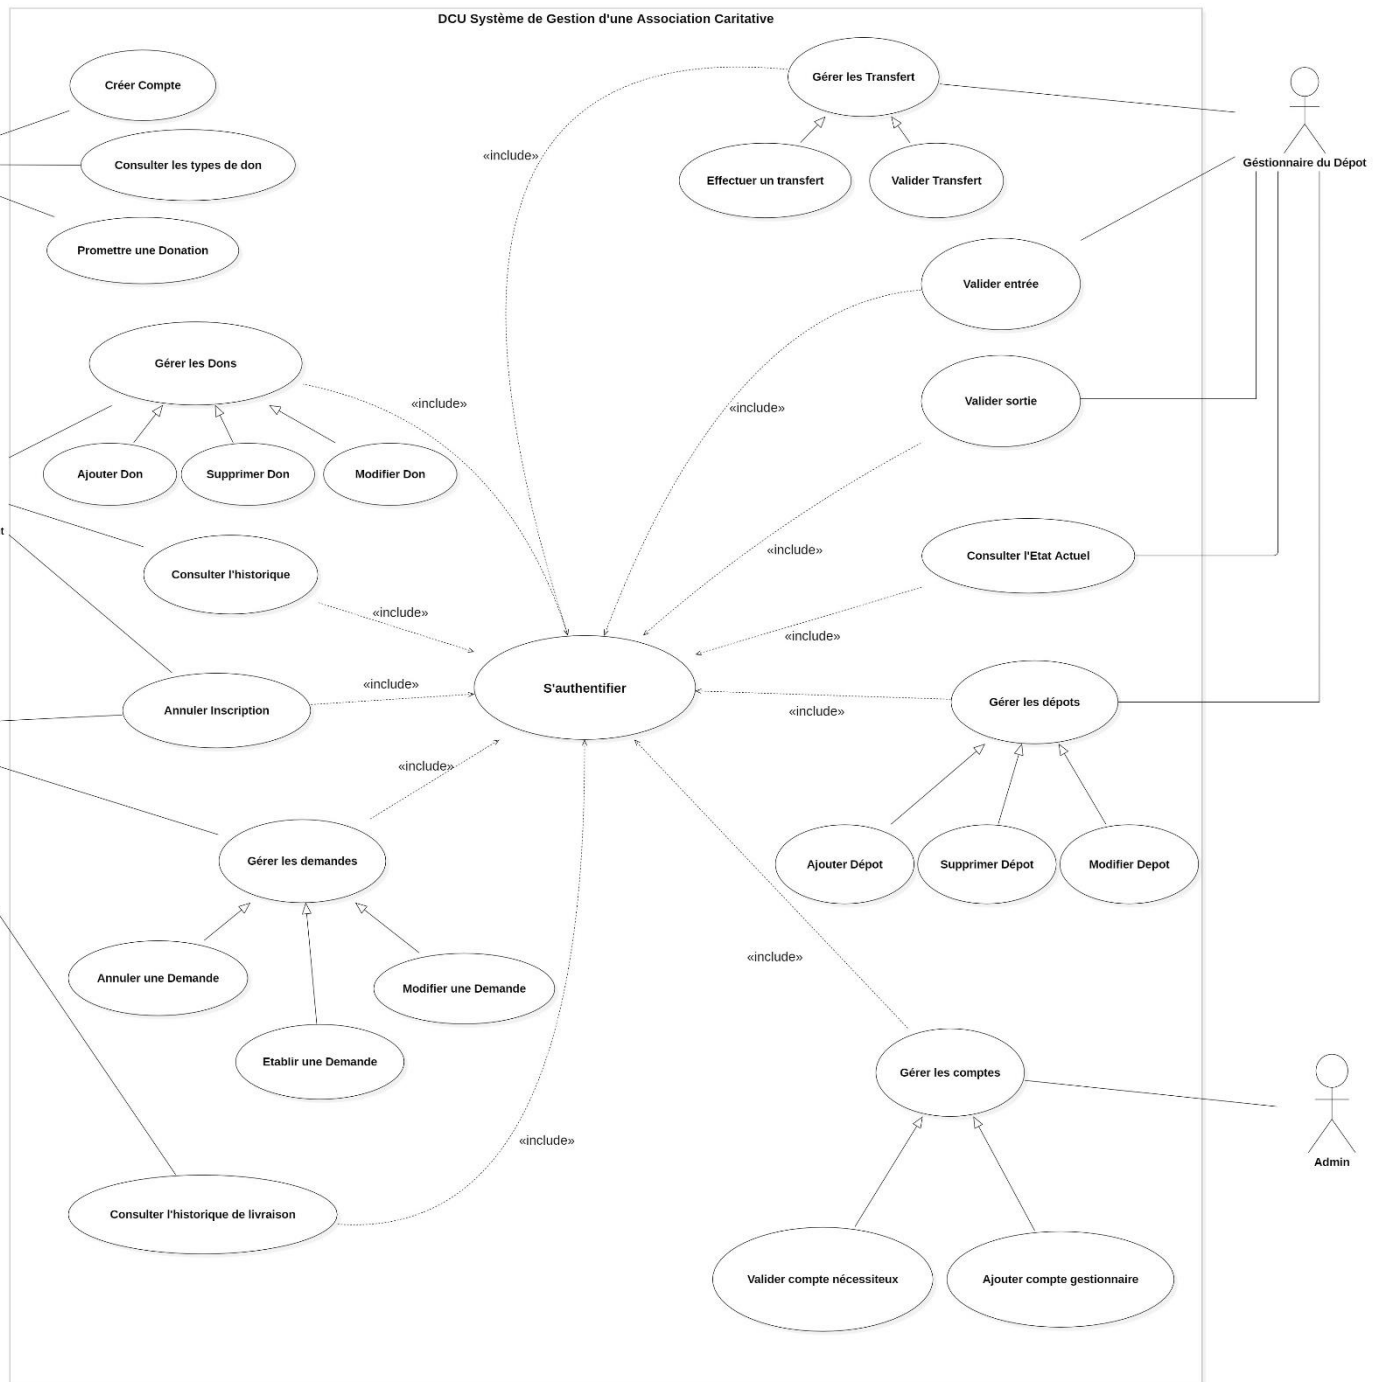 DCU Système de Gestion d'une Association Caritative
Créer Compte
Gérer les Transfert
«include»
Consulter les types de don
Géstionnaire du Dépot
Effectuer un transfert
Valider Transfert
Promettre une Donation
Valider entrée
Gérer les Dons
«include»
«include»
Valider sortie
Ajouter Don
Supprimer Don
Modifier Don
t
«include»
Consulter l'Etat Actuel
Consulter l'historique
«include»
«include»
S'authentifier
«include»
Annuler Inscription
Gérer les dépots
«include»
«include»
Gérer les demandes
Ajouter Dépot
Supprimer Dépot
Modifier Depot
Annuler une Demande
Modifier une Demande
«include»
Etablir une Demande
Gérer les comptes
«include»
Admin
Consulter l'historique de livraison
Valider compte nécessiteux
Ajouter compte gestionnaire